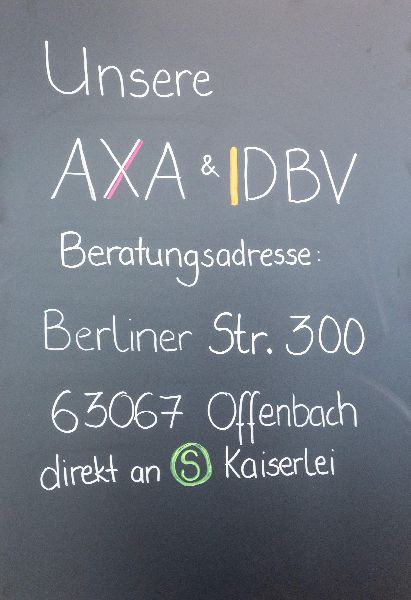 Unsere
AXA & DBV
Beratungsadresse:
Berliner Str. 300
63067 Offenbach
direkt an S Kaiserlei